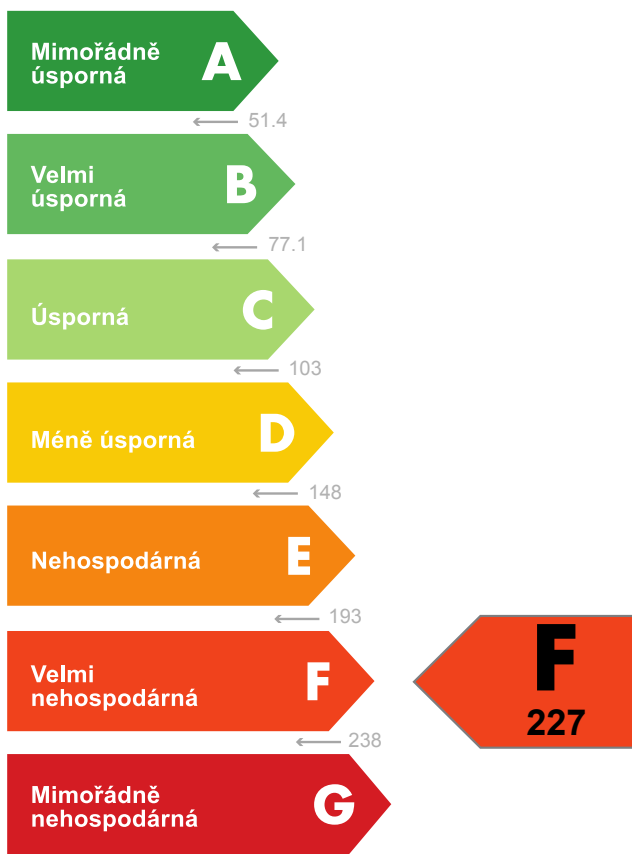 Mimořádně
úsporná
A
51.4
Velmi
úsporná
B
77.1
Úsporná
C
103
Méně úsporná
D
148
Nehospodárná
E
193
Velmi
nehospodárná
F
F
227
238
Mimořádně
nehospodárná
G